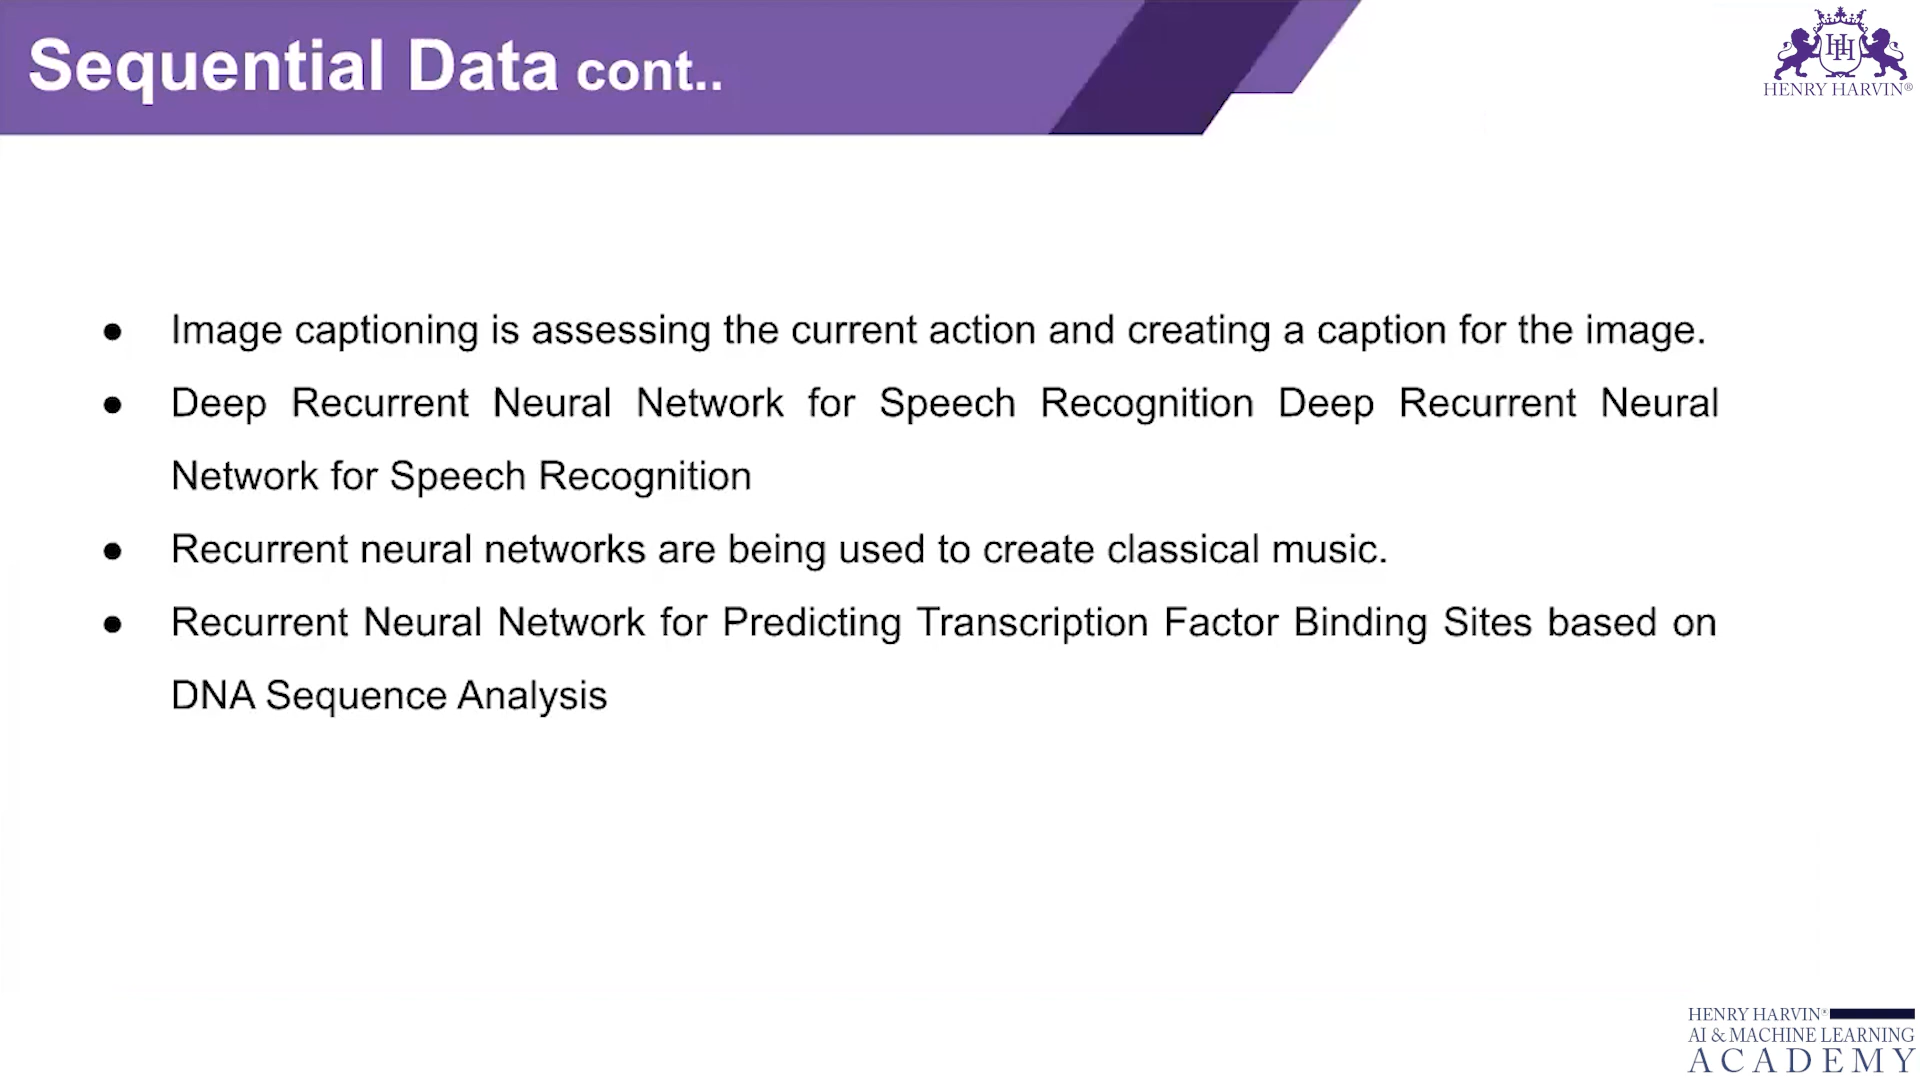 Sequential Data cont..
HENRY HARVIN®
● Image captioning is assessing the current action and creating a caption for the image.
● Deep Recurrent Neural Network for Speech Recognition Deep Recurrent Neural
Network for Speech Recognition
● Recurrent neural networks are being used to create classical music.
● Recurrent Neural Network for Predicting Transcription Factor Binding Sites based on
DNA Sequence Analysis
HENRY HARVIN®
AI & MACHINE LEARNING
ACADEMY